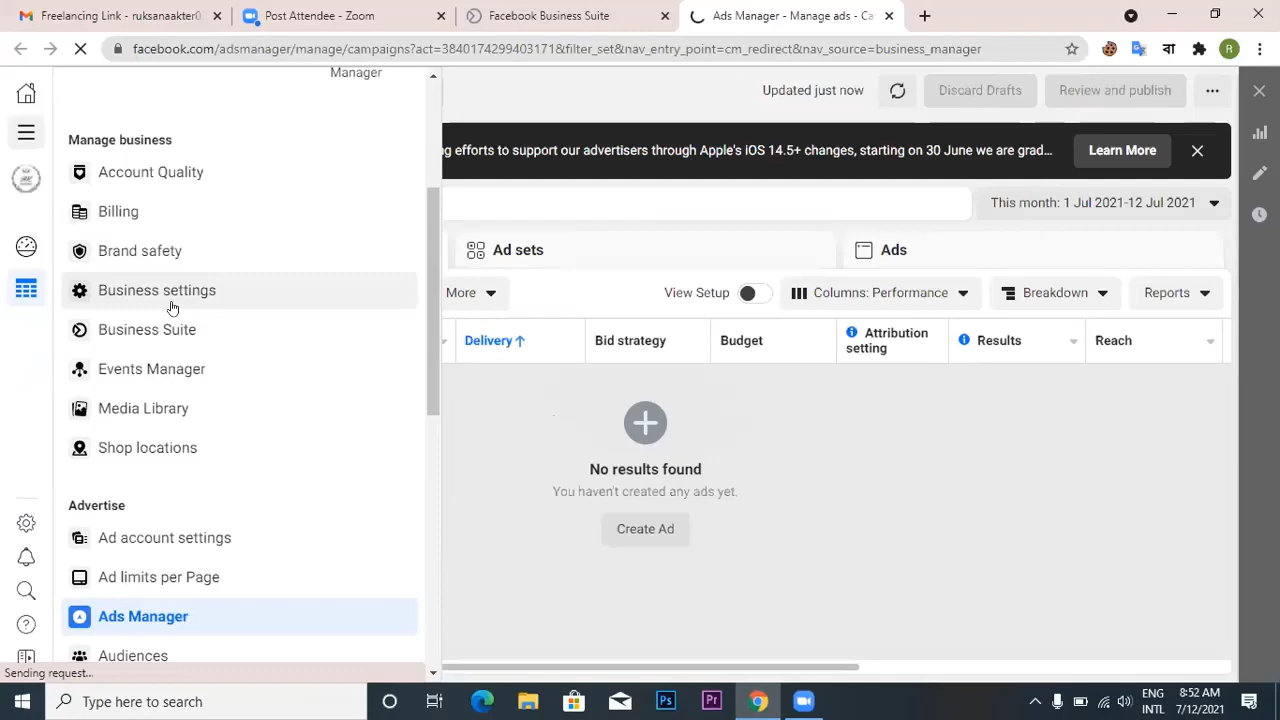 Freelancing Link - ruksanaakter0
Post Attendee - Zoom
Facebook Business Suite
Ads Manager - Manage ads - Ca
facebook.com/adsmanager/manage/campaigns?act=384017429940317​1&filter_set&nav_entry_point=cm_redirect&nav_source=business_manager
বা
R
Manager
Updated just now
Discard Drafts
Review and publish
Manage business
Account Quality
Billing
Brand safety
Business settings
Business Suite
Events Manager
Media Library
Shop locations
Advertise
Ad account settings
Ad limits per Page
Ads Manager
Audiences
g efforts to support our advertisers through Apple's iOS 14.5+ changes, starting on 30 June we are grad...
Learn More
This month: 1 Jul 2021-12 Jul 2021
Ad sets
Ads
More
View Setup
Columns: Performance
Breakdown
Reports
Delivery
Bid strategy
Budget
Attribution
setting
Results
Reach
No results found
You haven't created any ads yet.
Create Ad
Sending request...
Type here to search
Ps
Pr
ENG
INTL
8:52 AM
7/12/2021